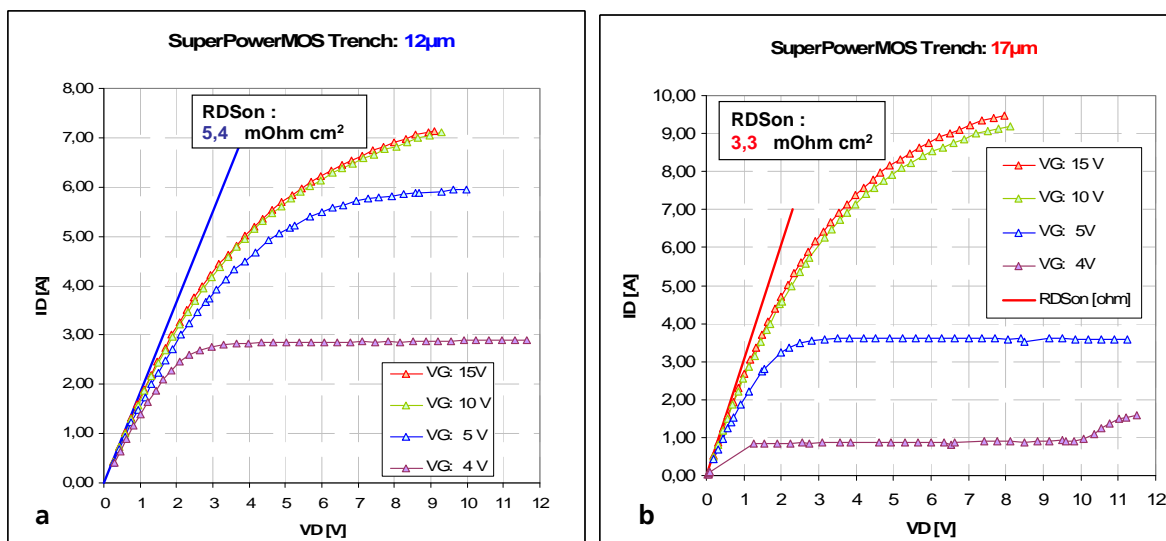 SuperPowerMOS Trench: 12µm
RDSon :
5,4 mOhm cm²
8,00
7,00
6,00
5,00
4,00
3,00
2,00
1,00
0,00
ID [A]
VG: 15V
VG: 10 V
VG: 5 V
VG: 4 V
0 1 2 3 4 5 6 7 8 9 10 11 12
VD [V]
a
SuperPowerMOS Trench: 17µm
RDSon :
3,3 mOhm cm²
10,00
9,00
8,00
7,00
6,00
5,00
4,00
3,00
2,00
1,00
0,00
ID [A]
VG: 15 V
VG: 10 V
VG: 5V
VG: 4V
RDSon [ohm]
0 1 2 3 4 5 6 7 8 9 10 11 12
VD [V]
b